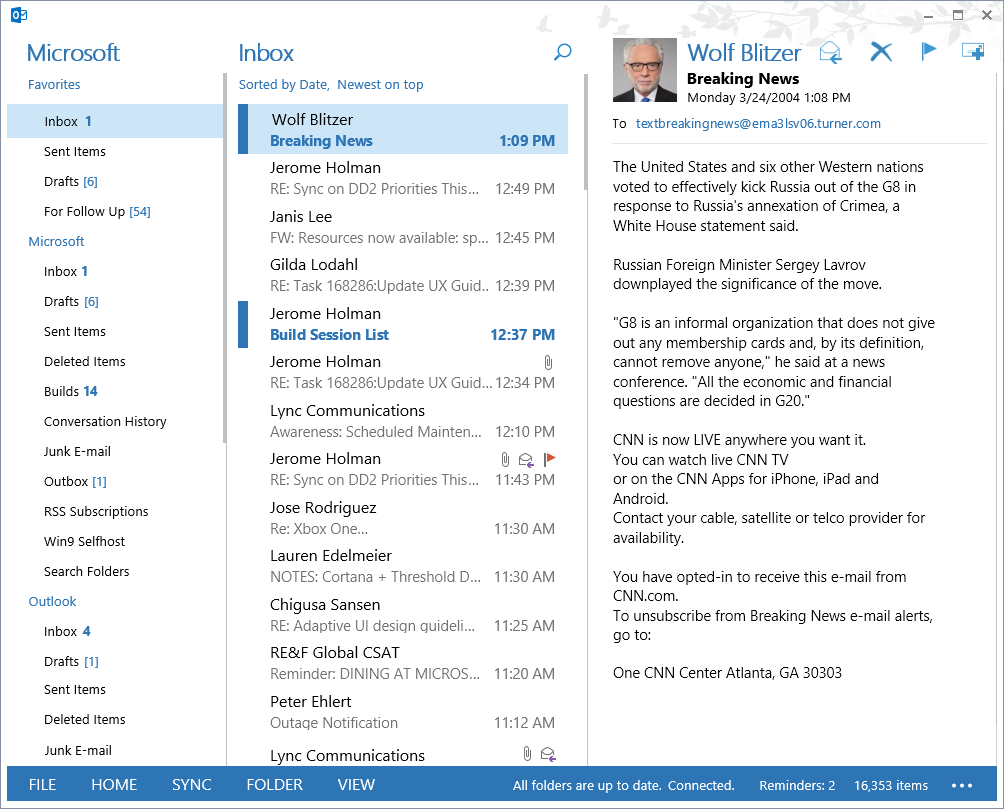 Microsoft
Favorites
Inbox 1
Sent Items
Drafts [6]
For Follow Up [54]
Microsoft
Inbox 1
Drafts [6]
Sent Items
Deleted Items
Builds 14
Conversation History
Junk E-mail
Outbox [1]
RSS Subscriptions
Win9 Selfhost
Search Folders
Outlook
Inbox 4
Drafts [1]
Sent Items
Deleted Items
Junk E-mail
Inbox
Sorted by Date, Newest on top
Wolf Blitzer
Breaking News 1:09 PM
Jerome Holman
RE: Sync on DD2 Priorities This... 12:49 PM
Janis Lee
FW: Resources now available: sp... 12:45 PM
Gilda Lodahl
RE: Task 168286:Update UX Guid.. 12:39 PM
Jerome Holman
Build Session List 12:37 PM
Jerome Holman
RE: Task 168286:Update UX Guid... 12:34 PM
Lync Communications
Awareness: Scheduled Mainten... 12:10 PM
Jerome Holman
RE: Sync on DD2 Priorities This... 11:43 PM
Jose Rodriguez
Re: Xbox One... 11:30 AM
Lauren Edelmeier
NOTES: Cortana + Threshold D... 11:30 AM
Chigusa Sansen
RE: Adaptive UI design guideli... 11:25 AM
RE&F Global CSAT
Reminder: DINING AT MICROS... 11:20 AM
Peter Ehlert
Outage Notification 11:12 AM
Lync Communications
Wolf Blitzer
Breaking News
Monday 3/24/2004 1:08 PM
To textbreakingnews@ema3lsv06.turner.com
The United States and six other Western nations
voted to effectively kick Russia out of the G8 in
response to Russia's annexation of Crimea, a
White House statement said.
Russian Foreign Minister Sergey Lavrov
downplayed the significance of the move.
"G8 is an informal organization that does not give
out any membership cards and, by its definition,
cannot remove anyone," he said at a news
conference. "All the economic and financial
questions are decided in G20."
CNN is now LIVE anywhere you want it.
You can watch live CNN TV
or on the CNN Apps for iPhone, iPad and
Android.
Contact your cable, satellite or telco provider for
availability.
You have opted-in to receive this e-mail from
CNN.com.
To unsubscribe from Breaking News e-mail alerts,
go to:
One CNN Center Atlanta, GA 30303
FILE HOME SYNC FOLDER VIEW All folders are up to date. Connected. Reminders: 2 16,353 items